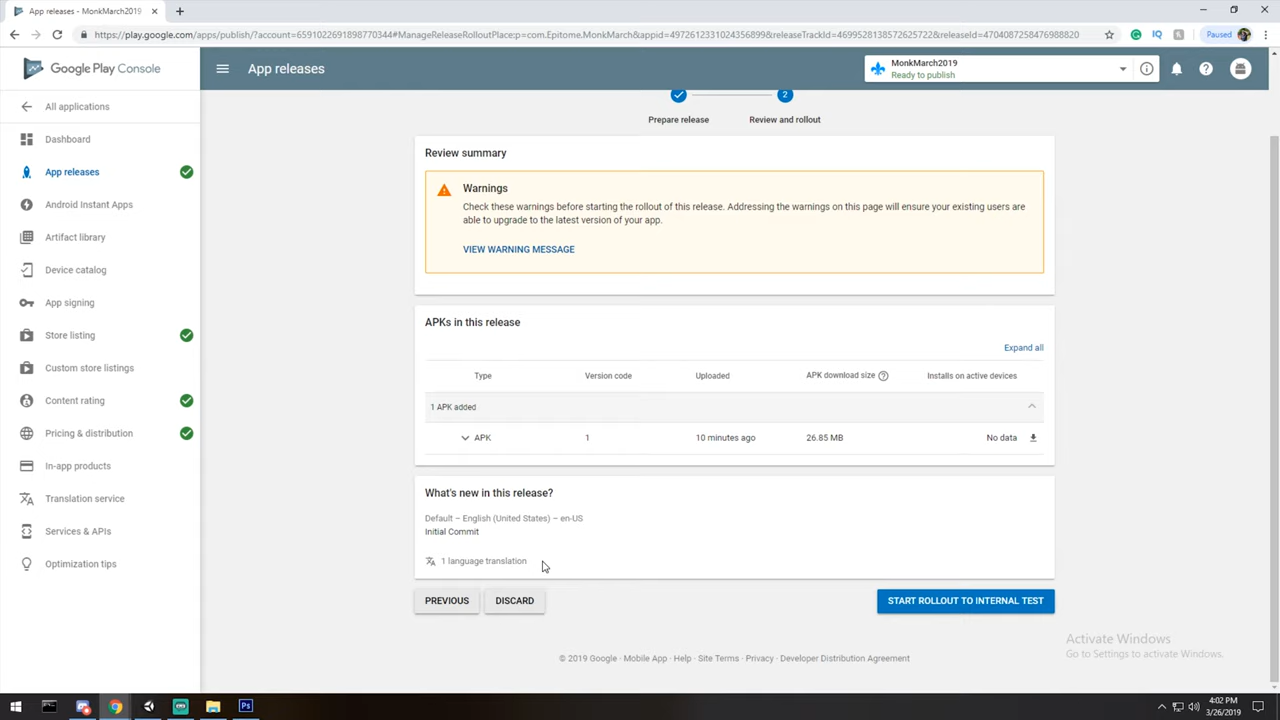 App releases - MonkMarch2019
https://play.google.com/apps/publish/?account=6591022691898770344#ManageReleaseRolloutPlace:p=com.Epitome.MonkMarch&appid=4972612331024356899&releaseTrackId=4699528138572625722&releaseId=4704087258476988820
Paused
Google Play Console
App releases
MonkMarch2019
Ready to publish
All applications
Dashboard
App releases
Android Instant Apps
Artifact library
Device catalog
App signing
Store listing
Custom store listings
Content rating
Pricing & distribution
In-app products
Translation service
Services & APIs
Optimization tips
2
Prepare release
Review and rollout
Review summary
Warnings
Check these warnings before starting the rollout of this release. Addressing the warnings on this page will ensure your existing users are
able to upgrade to the latest version of your app.
VIEW WARNING MESSAGE
APKs in this release
Expand all
Type Version code Uploaded APK download size Installs on active devices
1 APK added
APK 1 10 minutes ago 26.85 MB No data
What's new in this release?
Default – English (United States) – en-US
Initial Commit
1 language translation
PREVIOUS DISCARD START ROLLOUT TO INTERNAL TEST
© 2019 Google · Mobile App · Help · Site Terms · Privacy · Developer Distribution Agreement
Activate Windows
Go to Settings to activate Windows.
4:02 PM
3/26/2019